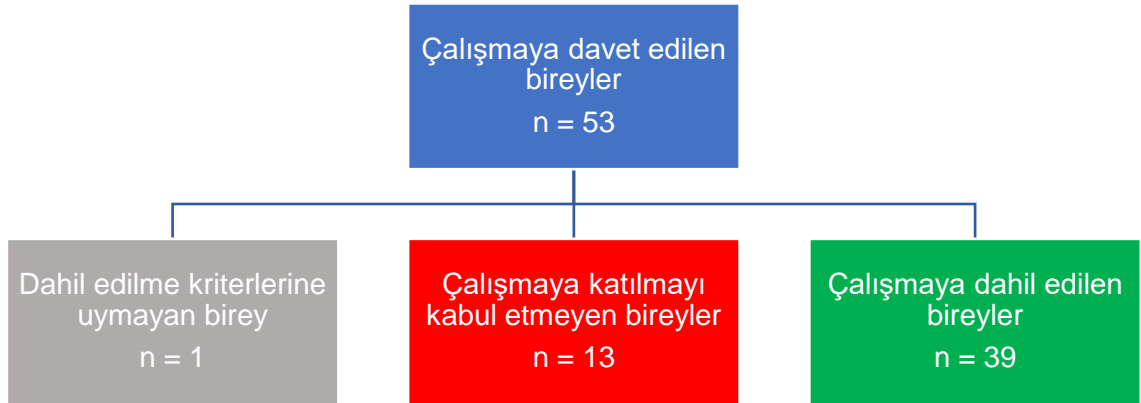 Çalışmaya davet edilen
bireyler
n = 53
Dahil edilme kriterlerine
uymayan birey
n = 1
Çalışmaya katılmayı
kabul etmeyen bireyler
n = 13
Çalışmaya dahil edilen
bireyler
n = 39